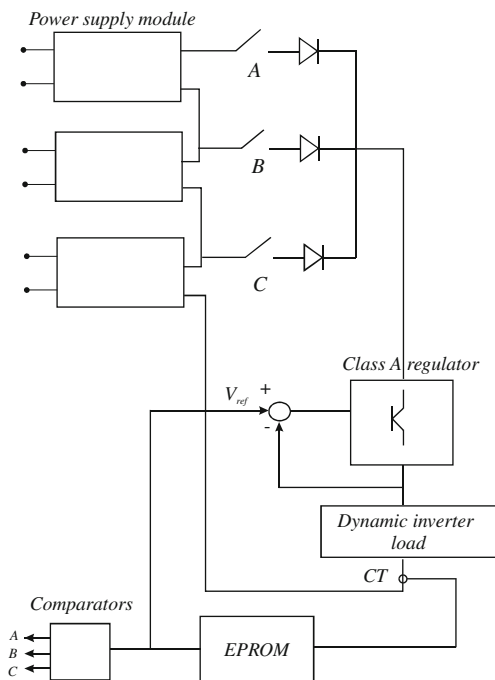 Power supply module
A
B
C
Class A regulator
V_ref
+
-
Dynamic inverter
load
CT
Comparators
A
B
C
EPROM